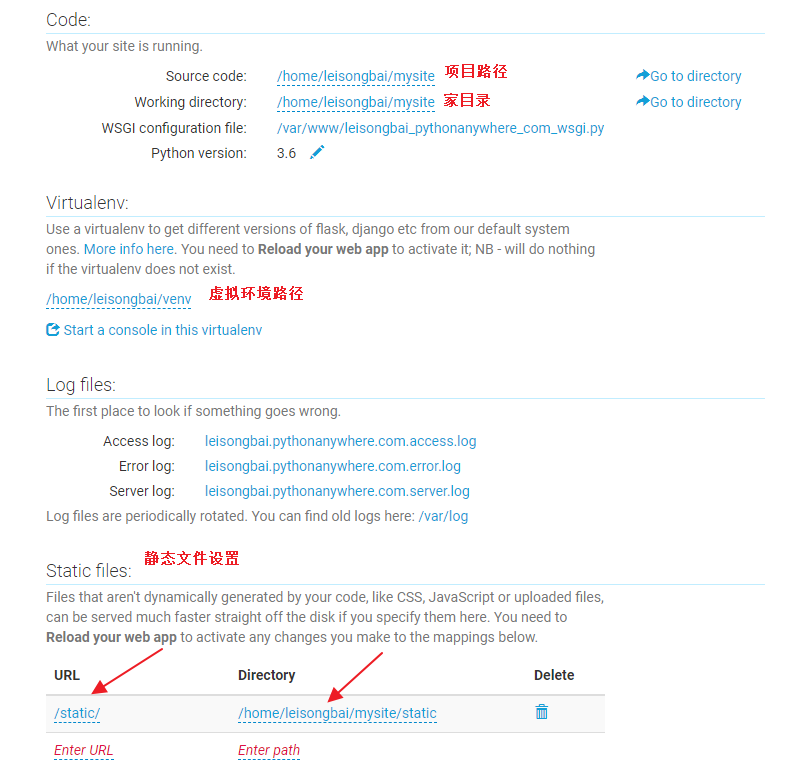 Code:
What your site is running.
Source code: /home/leisongbai/mysite 项目路径 Go to directory
Working directory: /home/leisongbai/mysite 家目录 Go to directory
WSGI configuration file: /var/www/leisongbai_pythonanywhere_com_wsgi.py
Python version: 3.6
Virtualenv:
Use a virtualenv to get different versions of flask, django etc from our default system
ones. More info here. You need to Reload your web app to activate it; NB - will do nothing
if the virtualenv does not exist.
/home/leisongbai/venv 虚拟环境路径
Start a console in this virtualenv
Log files:
The first place to look if something goes wrong.
Access log: leisongbai.pythonanywhere.com.access.log
Error log: leisongbai.pythonanywhere.com.error.log
Server log: leisongbai.pythonanywhere.com.server.log
Log files are periodically rotated. You can find old logs here: /var/log
Static files: 静态文件设置
Files that aren't dynamically generated by your code, like CSS, JavaScript or uploaded files,
can be served much faster straight off the disk if you specify them here. You need to
Reload your web app to activate any changes you make to the mappings below.
URL Directory Delete
/static/ /home/leisongbai/mysite/static
Enter URL Enter path